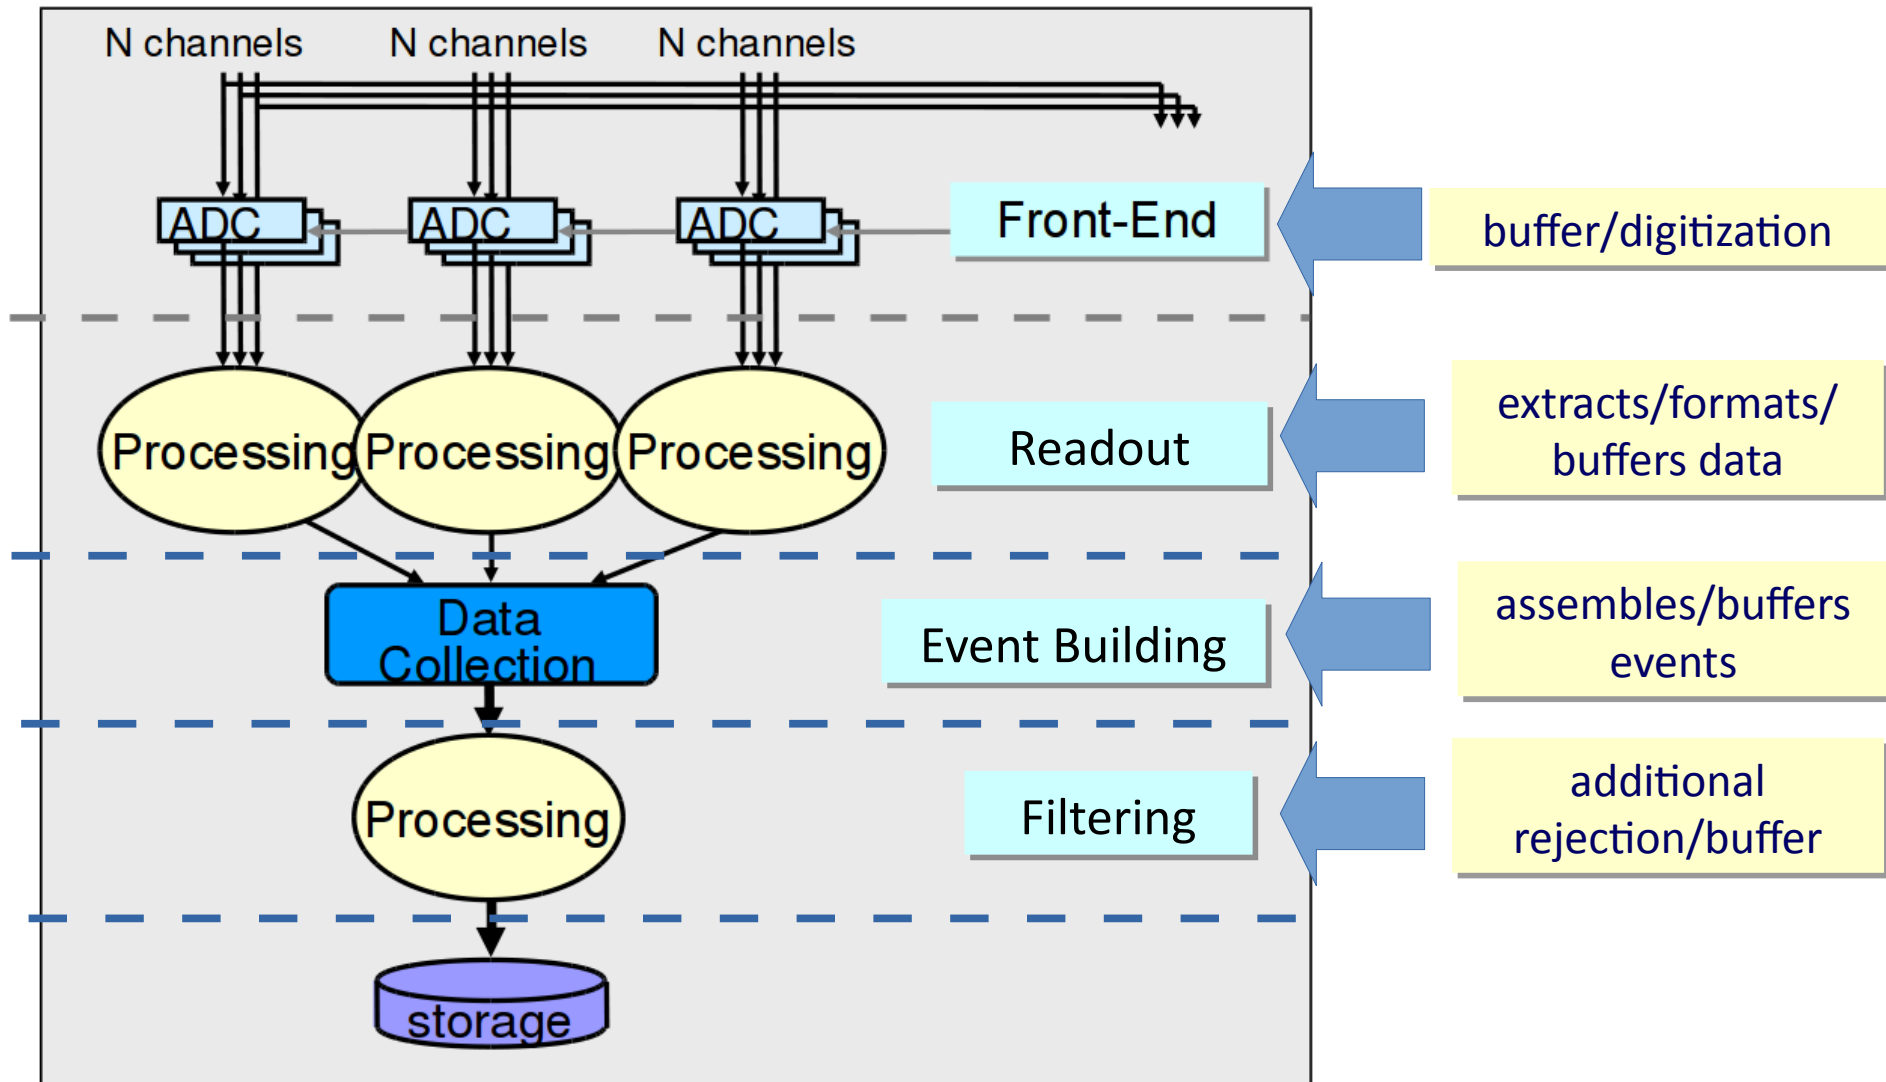 N channels N channels N channels
ADC ADC ADC Front-End
buffer/digitization
Processing Processing Processing
Readout
extracts/formats/
buffers data
Data
Collection
Event Building
assembles/buffers
events
Processing
Filtering
additional
rejection/buffer
storage